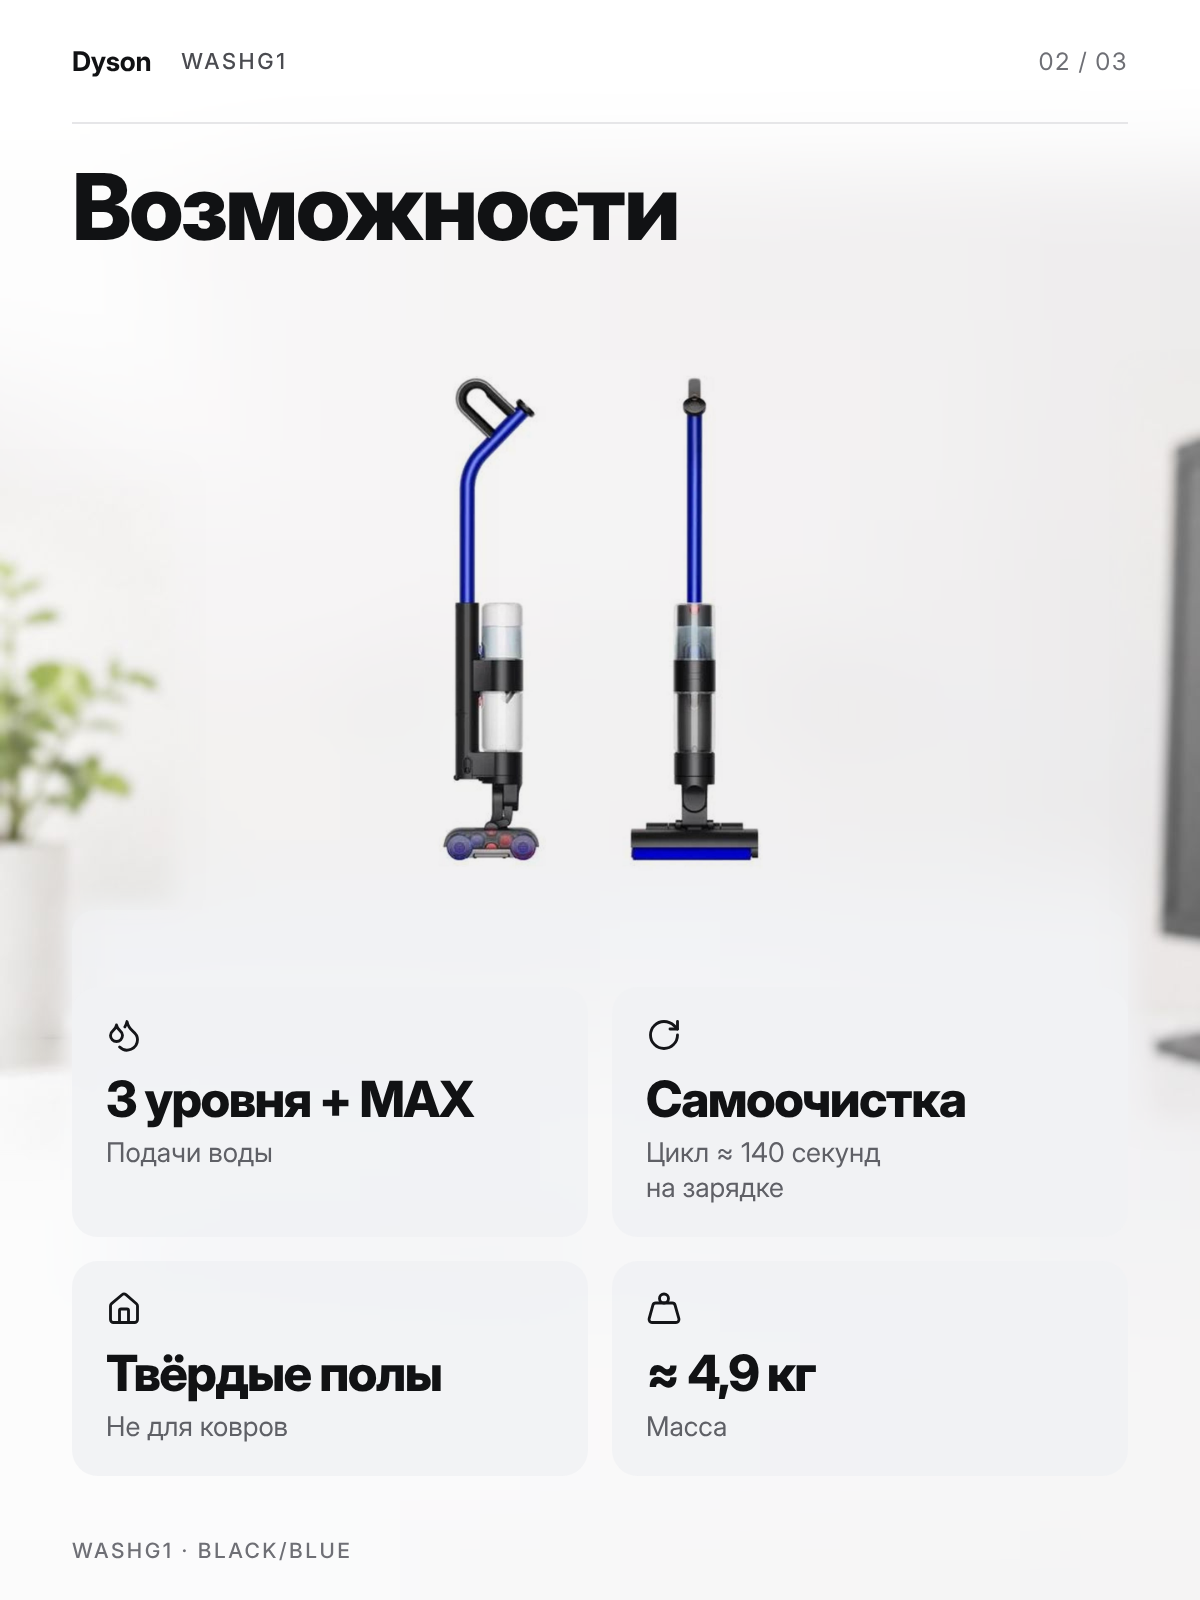 Dyson WASHG1 02 / 03
Возможности
3 уровня + MAX
Подачи воды
Самоочистка
Цикл ≈ 140 секунд
на зарядке
Твёрдые полы
Не для ковров
≈ 4,9 кг
Масса
WASHG1 · BLACK/BLUE